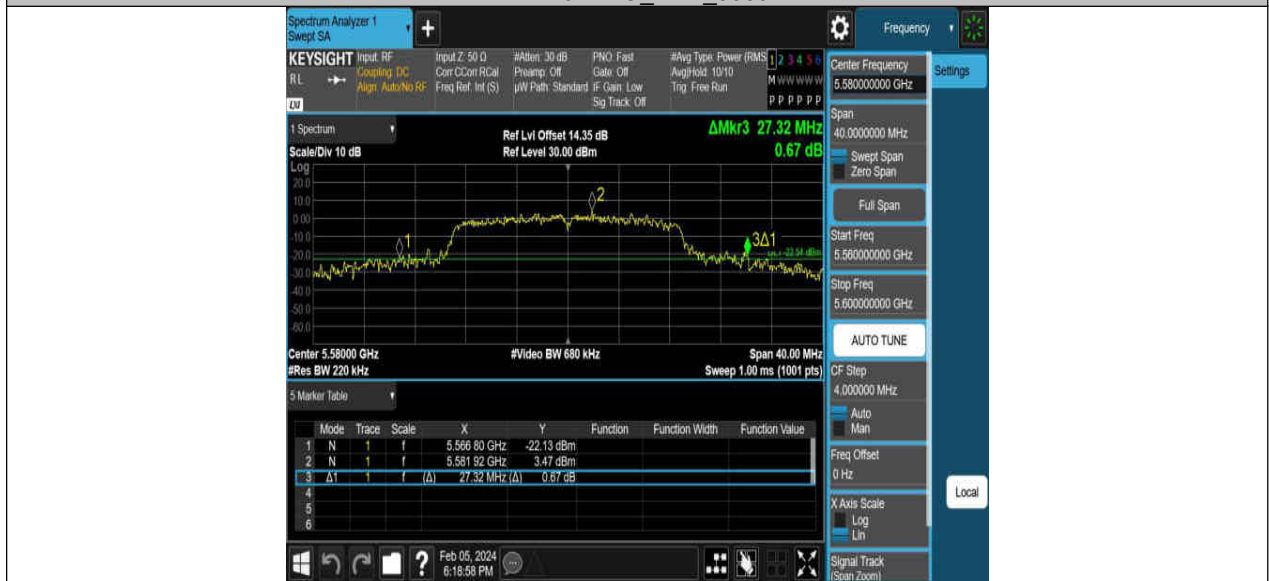 Spectrum Analyzer 1
Swept SA
+
Frequency
KEYSIGHT
RL
LXI
Input: RF
Coupling: DC
Align: Auto/No RF
Input Z: 50 Ω
Corr CCorr RCal
Freq Ref: Int (S)
#Atten: 30 dB
Preamp: Off
µW Path: Standard
PNO: Fast
Gate: Off
IF Gain: Low
Sig Track: Off
#Avg Type: Power (RMS
Avg|Hold: 10/10
Trig: Free Run
1 2 3 4 5 6
M W W W W W
P P P P P P
Center Frequency
5.580000000 GHz
Settings
Span
40.0000000 MHz
Swept Span
Zero Span
Full Span
Start Freq
5.560000000 GHz
Stop Freq
5.600000000 GHz
AUTO TUNE
CF Step
4.000000 MHz
Auto
Man
Freq Offset
0 Hz
X Axis Scale
Log
Lin
Signal Track
(Span Zoom)
Local
1 Spectrum
Scale/Div 10 dB
Ref Lvl Offset 14.35 dB
Ref Level 30.00 dBm
ΔMkr3 27.32 MHz
0.67 dB
Log
20.0
10.0
0.00
-10.0
-20.0
-30.0
-40.0
-50.0
-60.0
1
2
3Δ1
-22.54 dBm
Center 5.58000 GHz
#Video BW 680 kHz
Span 40.00 MHz
#Res BW 220 kHz
Sweep 1.00 ms (1001 pts)
5 Marker Table
Mode Trace Scale X Y Function Function Width Function Value
1 N 1 f 5.566 80 GHz -22.13 dBm
2 N 1 f 5.581 92 GHz 3.47 dBm
3 Δ1 1 f (Δ) 27.32 MHz (Δ) 0.67 dB
4
5
6
?
Feb 05, 2024
6:18:58 PM